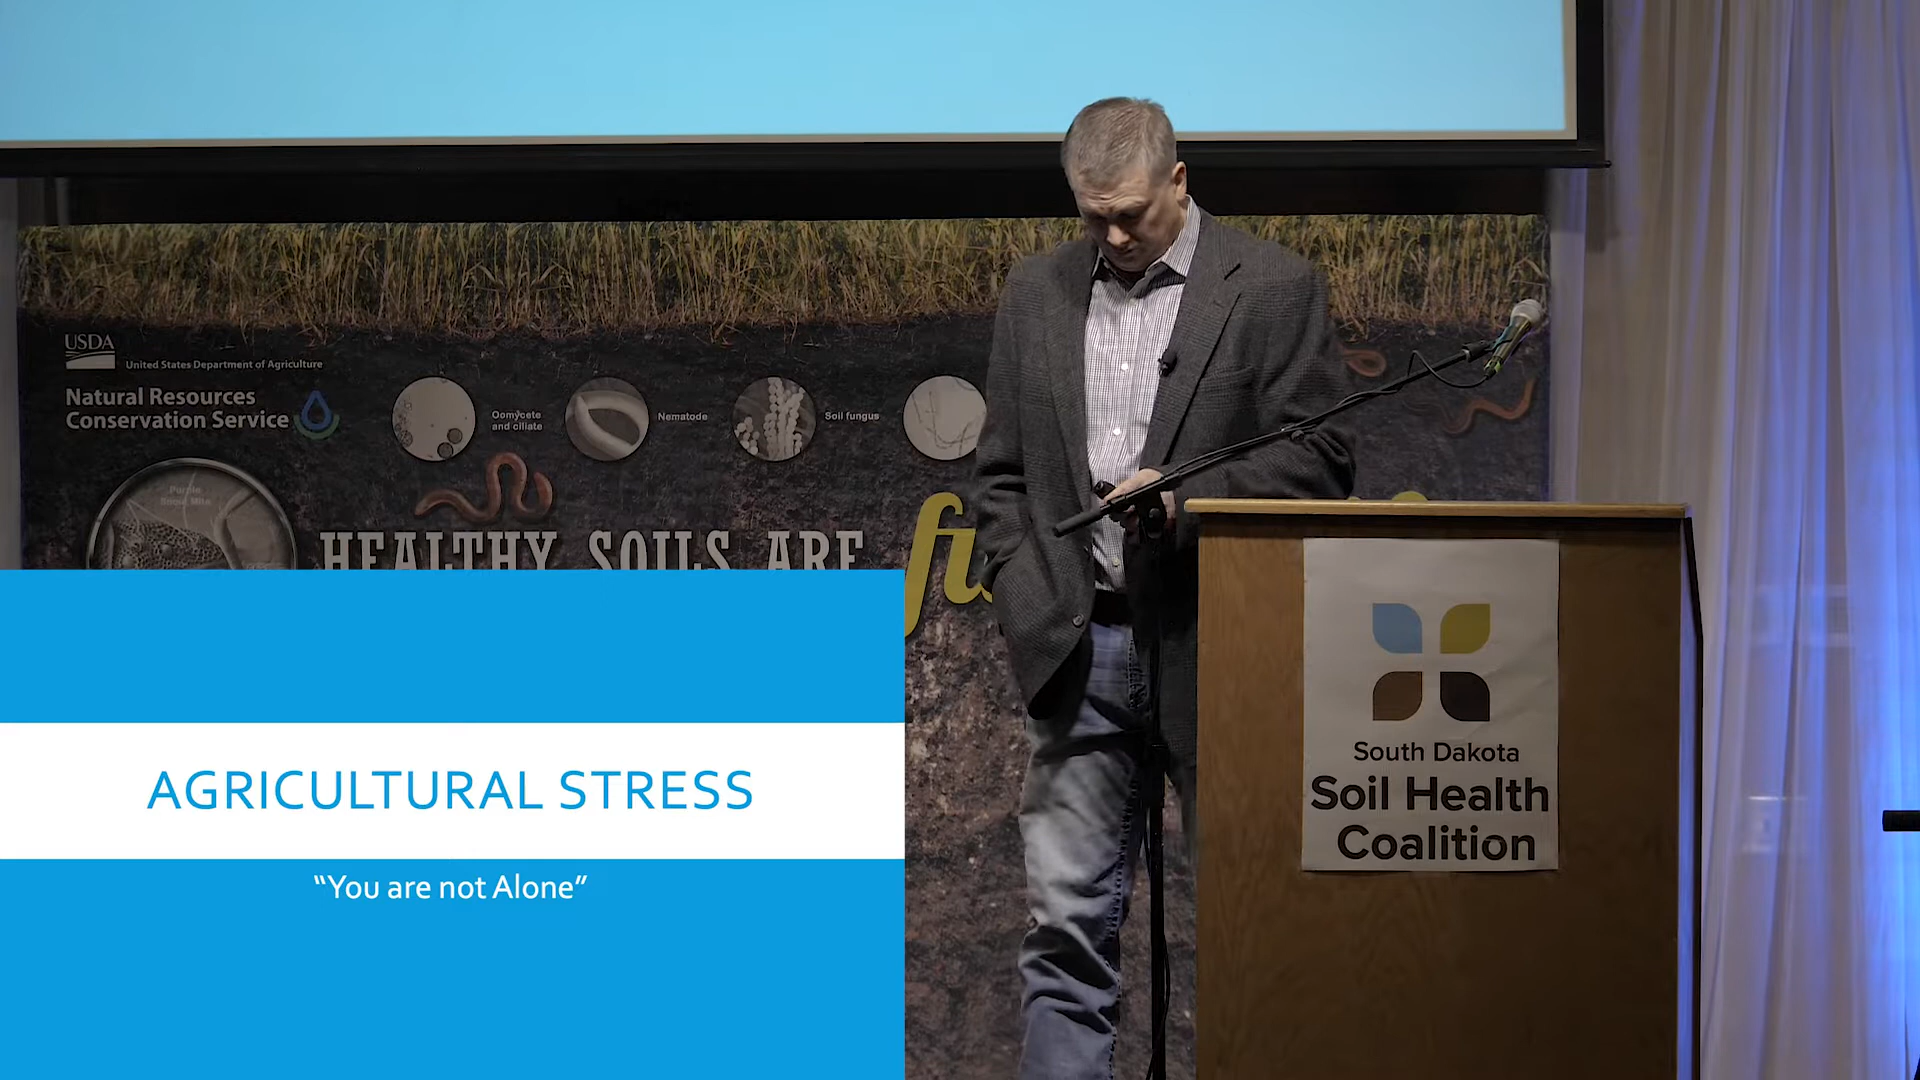 USDA
United States Department of Agriculture
Natural Resources
Conservation Service
Oomycete
and ciliate
Nematode
Soil fungus
Purple
HEALTHY SOILS ARE
AGRICULTURAL STRESS
“You are not Alone”
South Dakota
Soil Health
Coalition